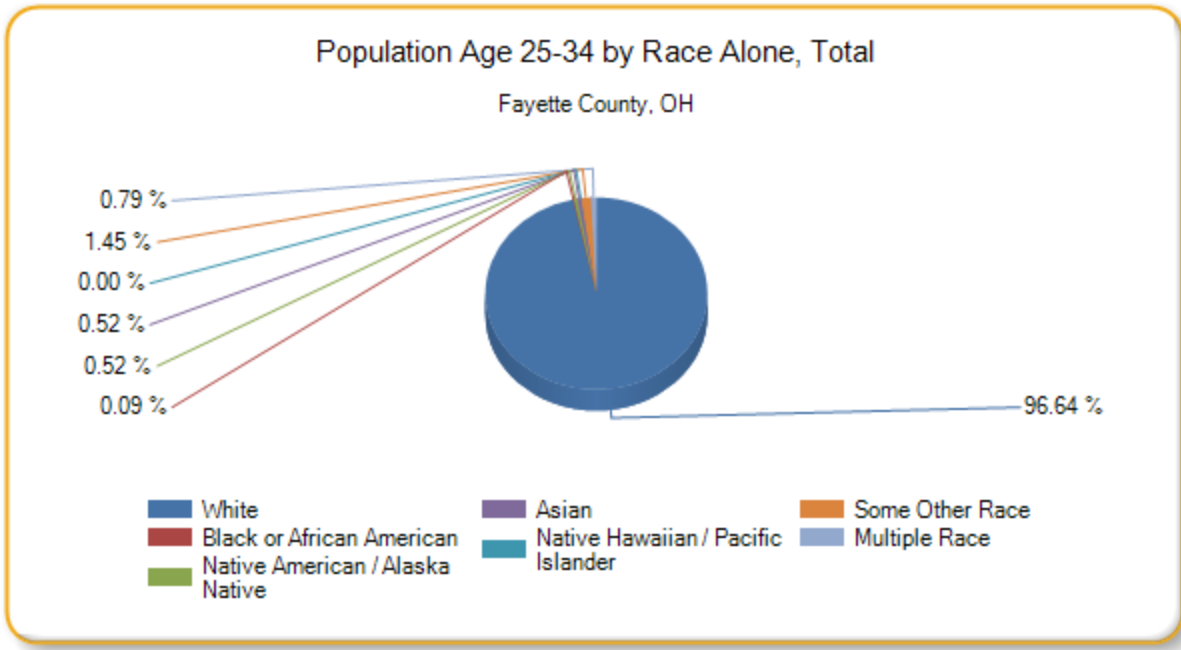 Population Age 25-34 by Race Alone, Total
Fayette County, OH
0.79 %
1.45 %
0.00 %
0.52 %
0.52 %
0.09 %
96.64 %
White
Black or African American
Native American / Alaska
Native
Asian
Native Hawaiian / Pacific
Islander
Some Other Race
Multiple Race